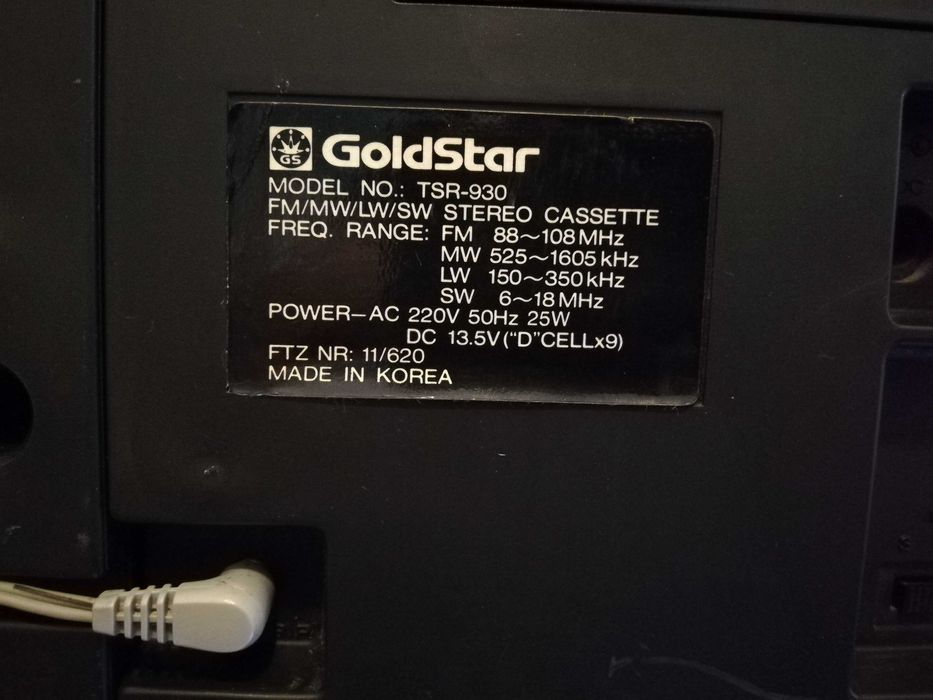 GS GoldStar
MODEL NO.: TSR-930
FM/MW/LW/SW STEREO CASSETTE
FREQ. RANGE: FM 88~108MHz
MW 525~1605kHz
LW 150~350kHz
SW 6~18MHz
POWER—AC 220V 50Hz 25W
DC 13.5V(“D”CELLx9)
FTZ NR: 11/620
MADE IN KOREA